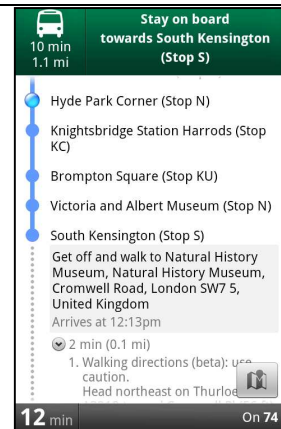 Stay on board
towards South Kensington
(Stop S)
10 min
1.1 mi
Hyde Park Corner (Stop N)
Knightsbridge Station Harrods (Stop
KC)
Brompton Square (Stop KU)
Victoria and Albert Museum (Stop N)
South Kensington (Stop S)
Get off and walk to Natural History
Museum, Natural History Museum,
Cromwell Road, London SW7 5,
United Kingdom
Arrives at 12:13pm
2 min (0.1 mi)
1. Walking directions (beta): use
caution.
Head northeast on Thurloe
12 min
On 74